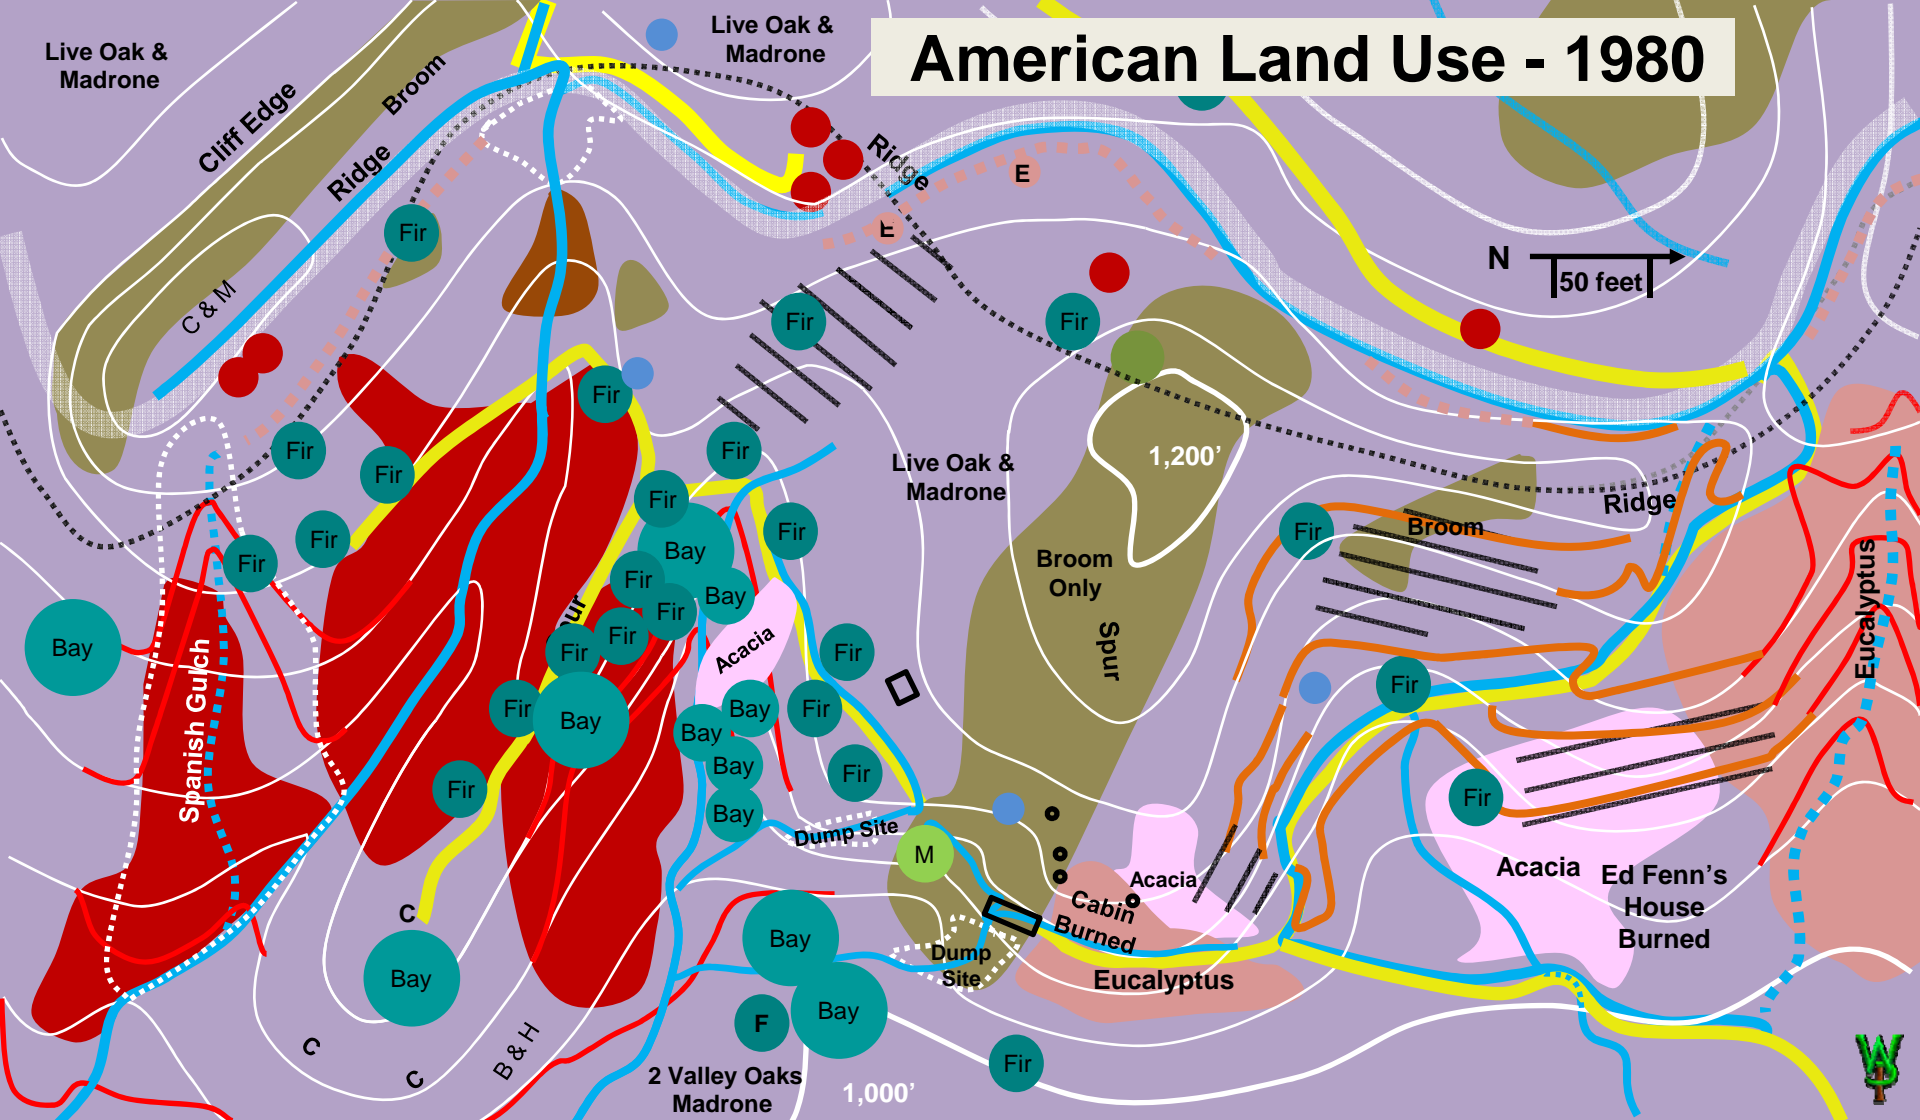 American Land Use - 1980
Live Oak &
Madrone
Live Oak &
Madrone
Cliff Edge
Broom
Ridge
Ridge
E
E
C & M
Fir
N
50 feet
Fir
Fir
Fir
Fir
Fir
Fir
Fir
Fir
Fir
Fir
Fir
1,200’
Live Oak &
Madrone
Ridge
Broom
Fir
Bay
Fir
Bay
Fir
Fir
Fir
Broom
Only
Spur
Acacia
Bay
Spanish Gulch
Eucalyptus
Fir
Bay
Fir
Bay
Bay
Fir
Fir
Bay
Fir
Fir
Fir
Bay
Dump Site
M
Acacia
Acacia
Ed Fenn’s
House
Burned
Cabin
Burned
C
Bay
Bay
Dump
Site
Eucalyptus
Bay
F
C
C
B & H
Fir
2 Valley Oaks
Madrone
1,000’